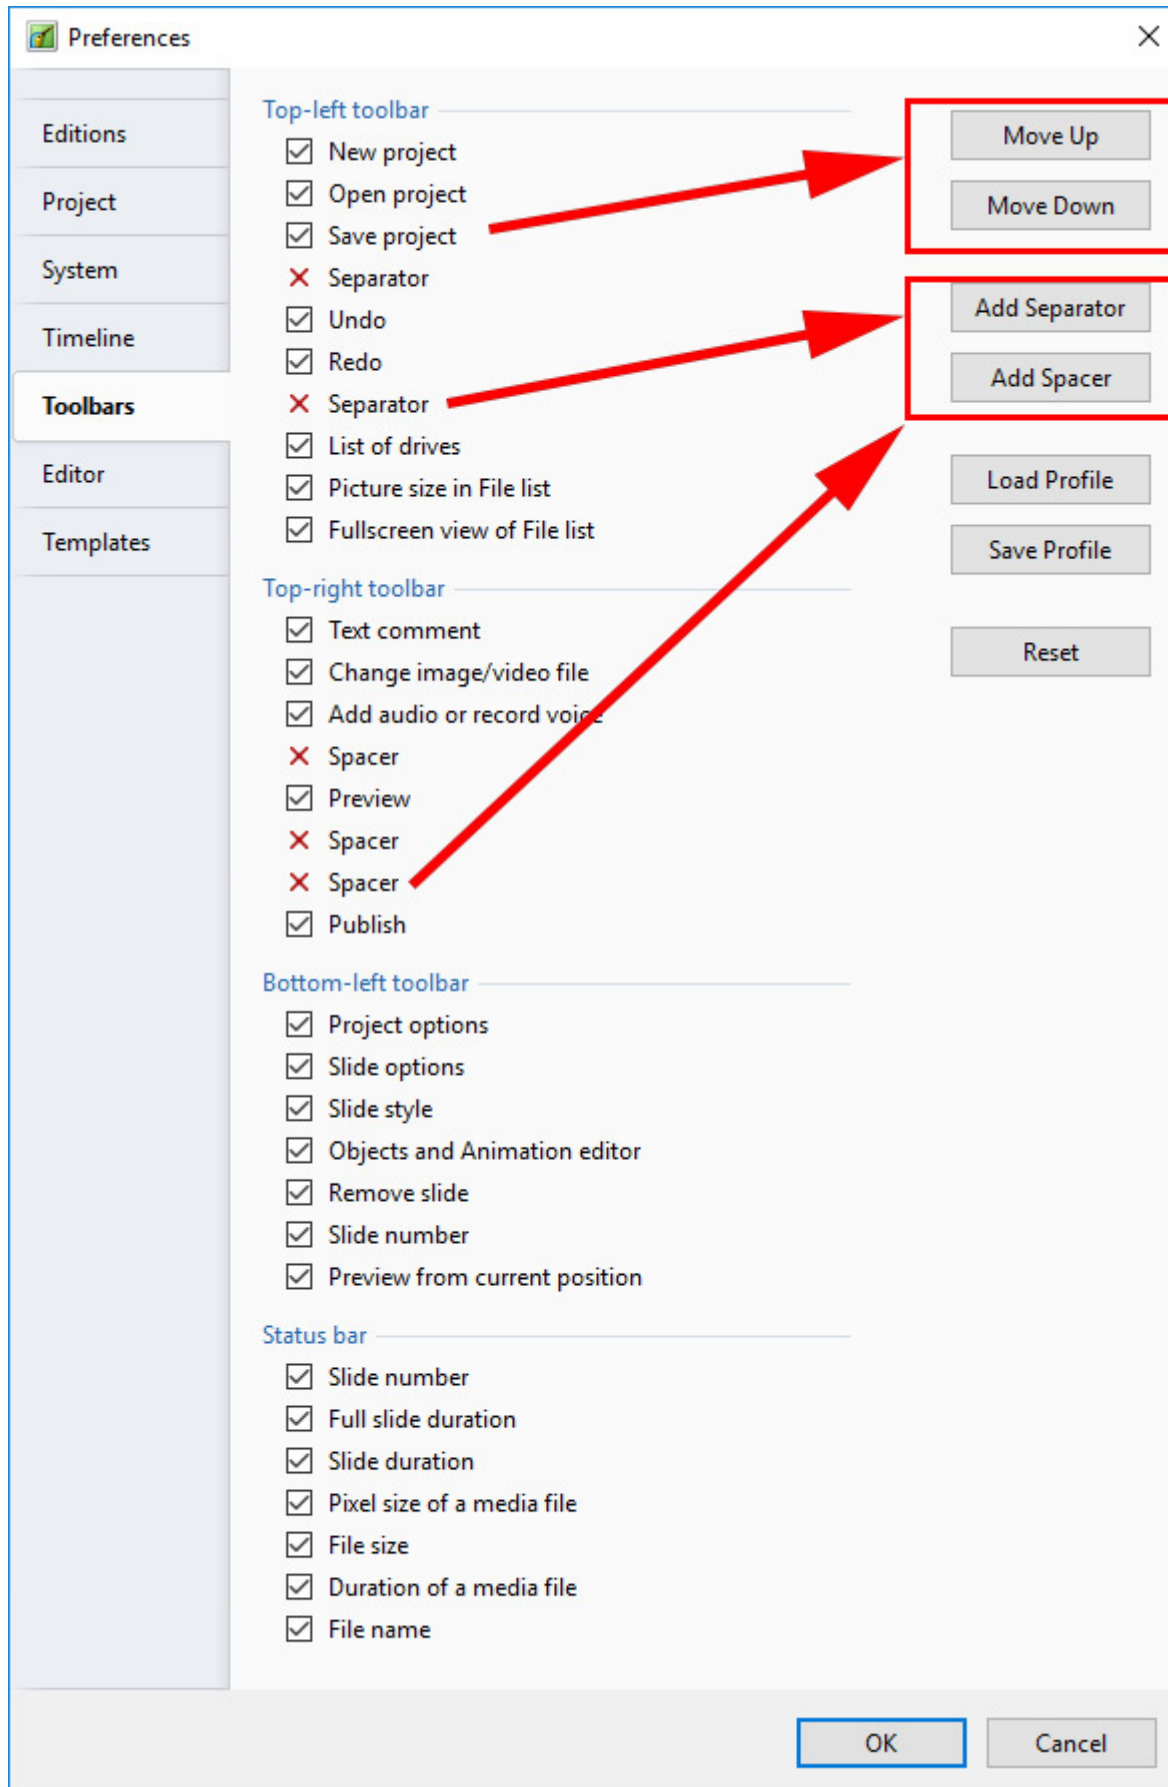 Preferences
Editions
Project
System
Timeline
Toolbars
Editor
Templates
Top-left toolbar
New project
Open project
Save project
Separator
Undo
Redo
Separator
List of drives
Picture size in File list
Fullscreen view of File list
Top-right toolbar
Text comment
Change image/video file
Add audio or record voice
Spacer
Preview
Spacer
Spacer
Publish
Bottom-left toolbar
Project options
Slide options
Slide style
Objects and Animation editor
Remove slide
Slide number
Preview from current position
Status bar
Slide number
Full slide duration
Slide duration
Pixel size of a media file
File size
Duration of a media file
File name
Move Up
Move Down
Add Separator
Add Spacer
Load Profile
Save Profile
Reset
OK
Cancel